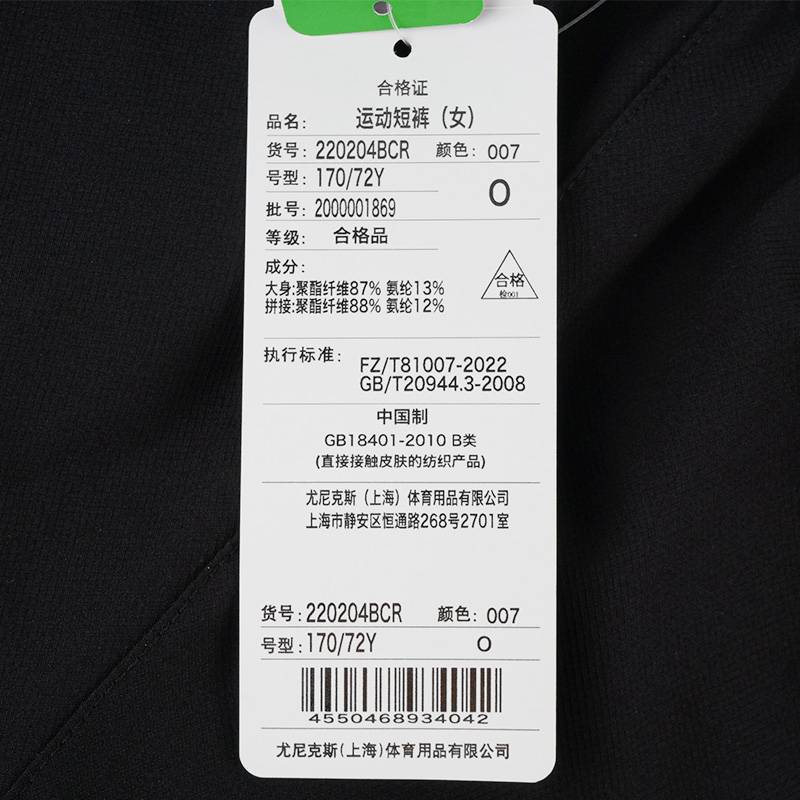 合格证
品名： 运动短裤（女）
货号：220204BCR 颜色：007
号型：170/72Y O
批号：2000001869
等级： 合格品
成分：
大身:聚酯纤维87% 氨纶13%
拼接:聚酯纤维88% 氨纶12%
合格
检001
执行标准： FZ/T81007-2022
GB/T20944.3-2008
中国制
GB18401-2010 B类
(直接接触皮肤的纺织产品)
尤尼克斯（上海）体育用品有限公司
上海市静安区恒通路268号2701室
货号：220204BCR 颜色：007
号型：170/72Y O
4550468934042
尤尼克斯(上海)体育用品有限公司